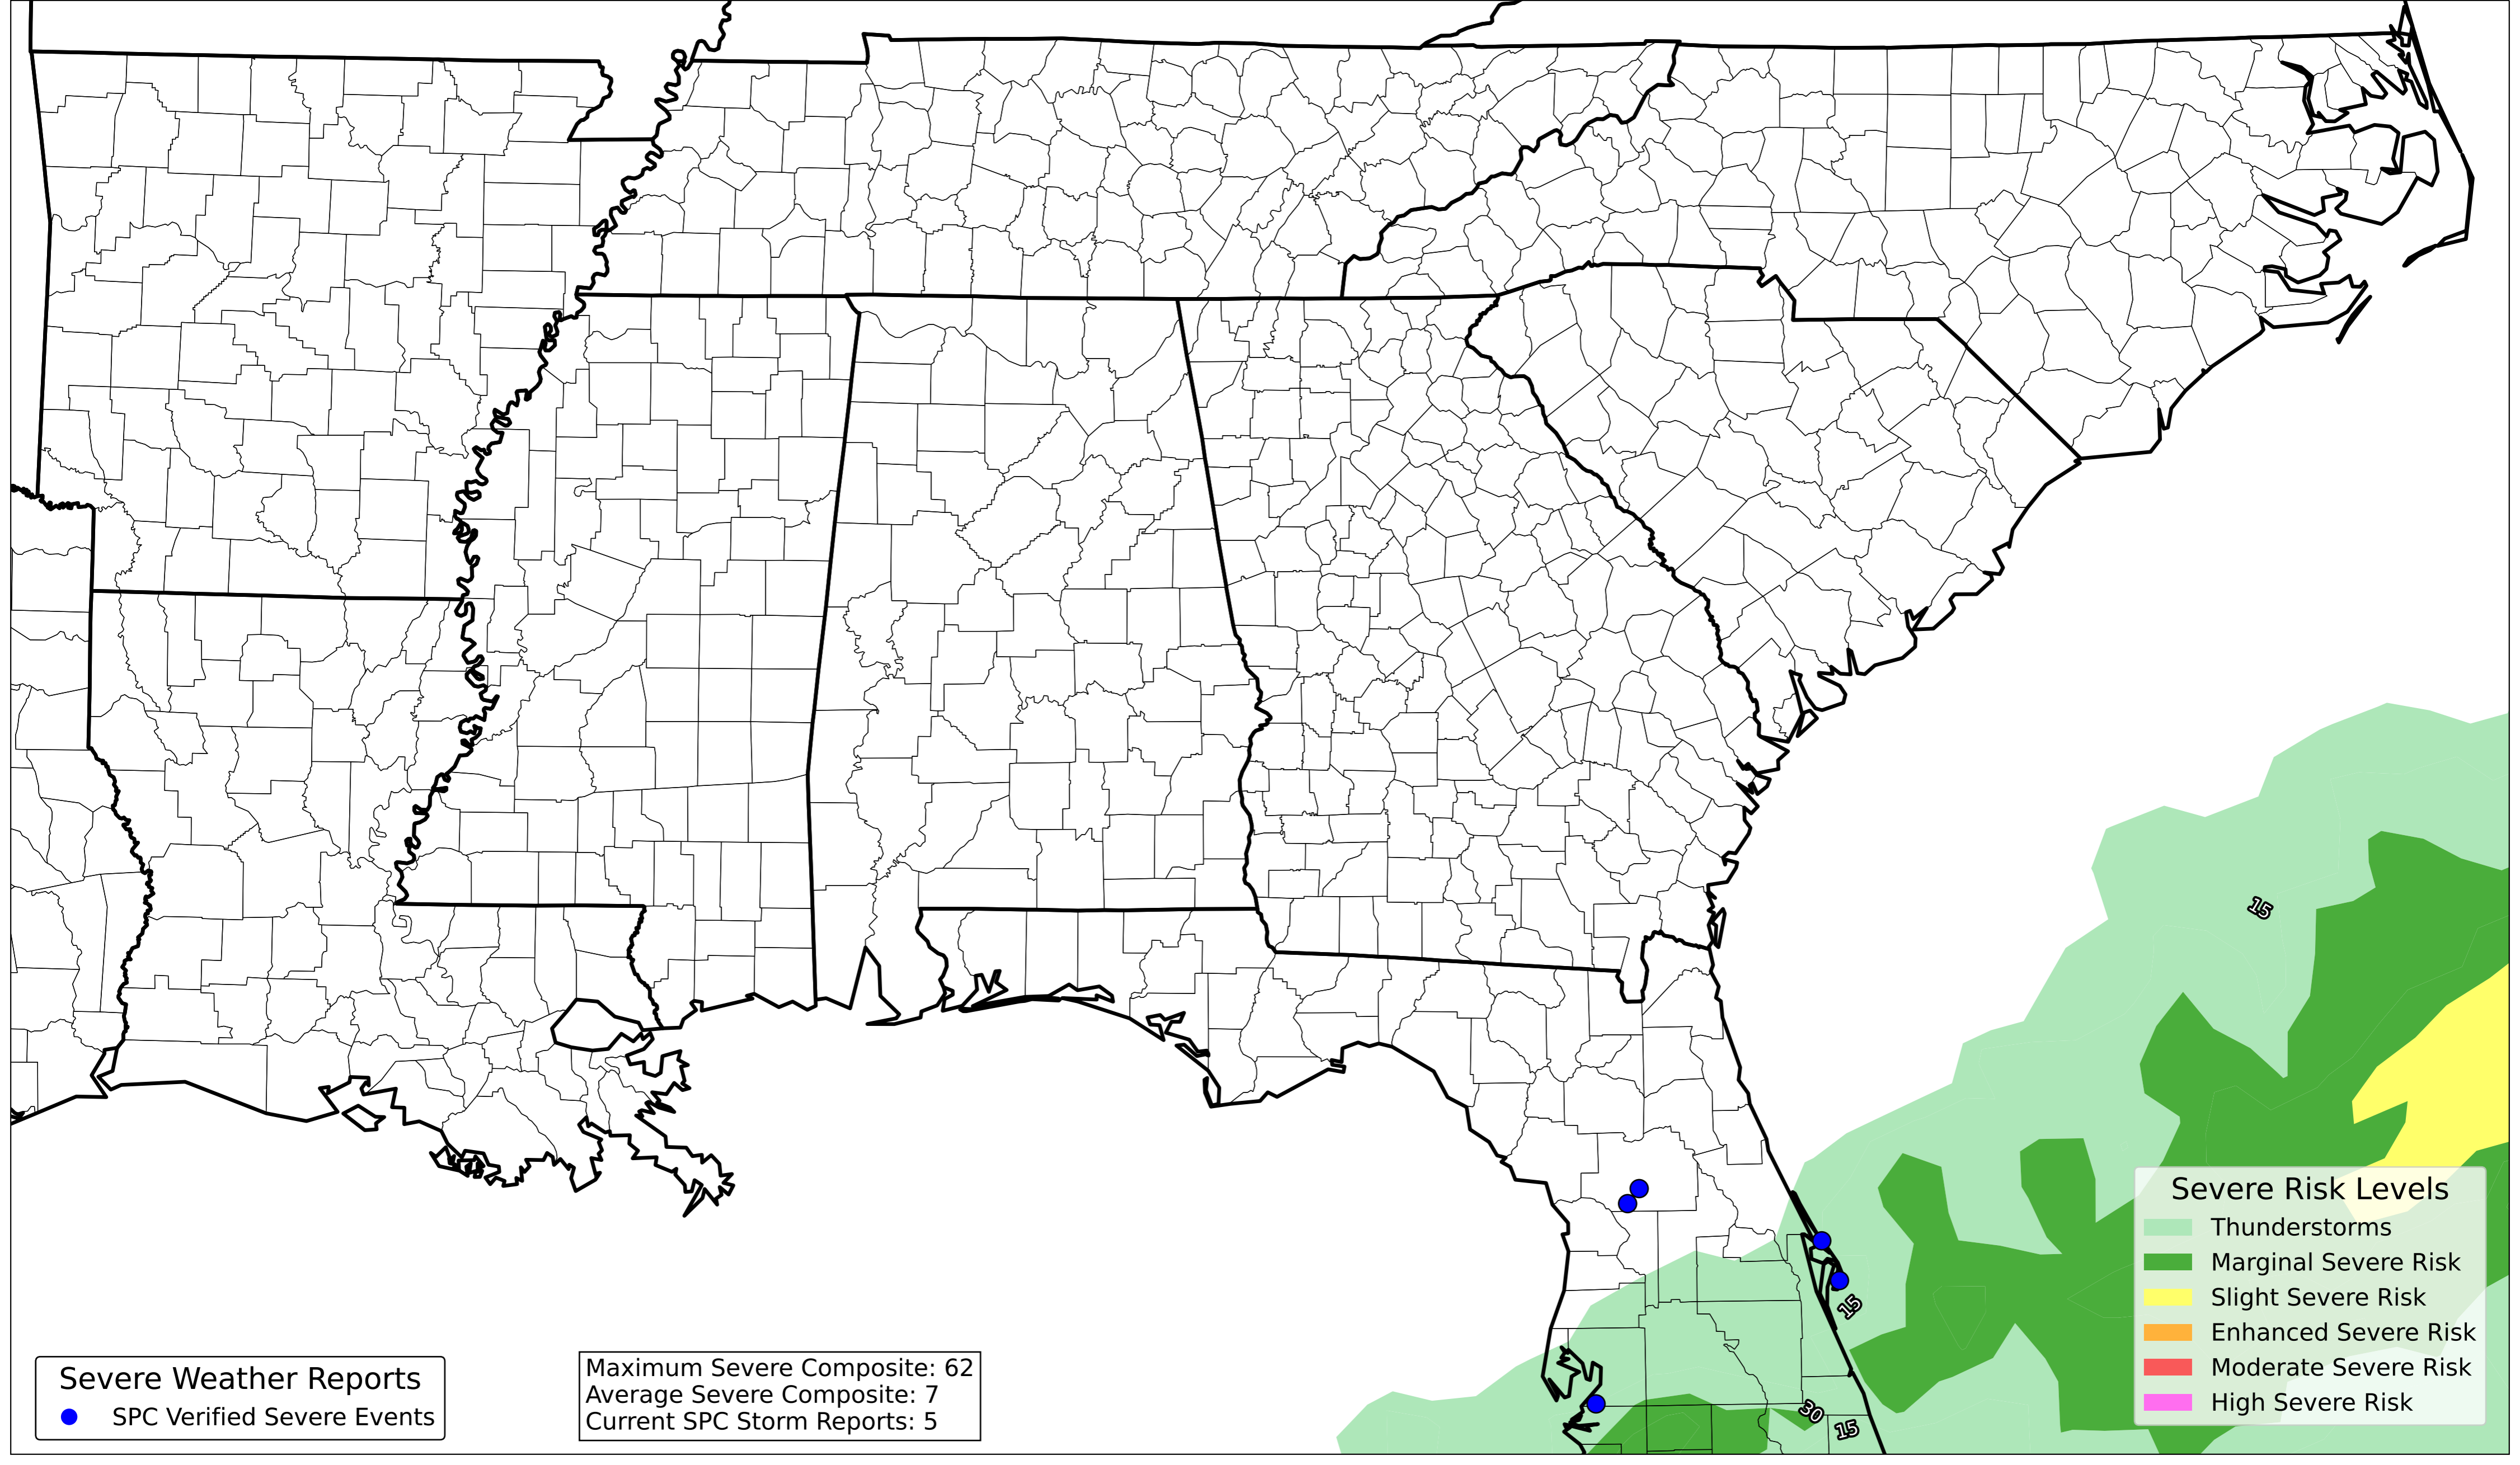 15
15
30
15
Severe Risk Levels
Thunderstorms
Marginal Severe Risk
Slight Severe Risk
Enhanced Severe Risk
Moderate Severe Risk
High Severe Risk
Severe Weather Reports
SPC Verified Severe Events
Maximum Severe Composite: 62
Average Severe Composite: 7
Current SPC Storm Reports: 5